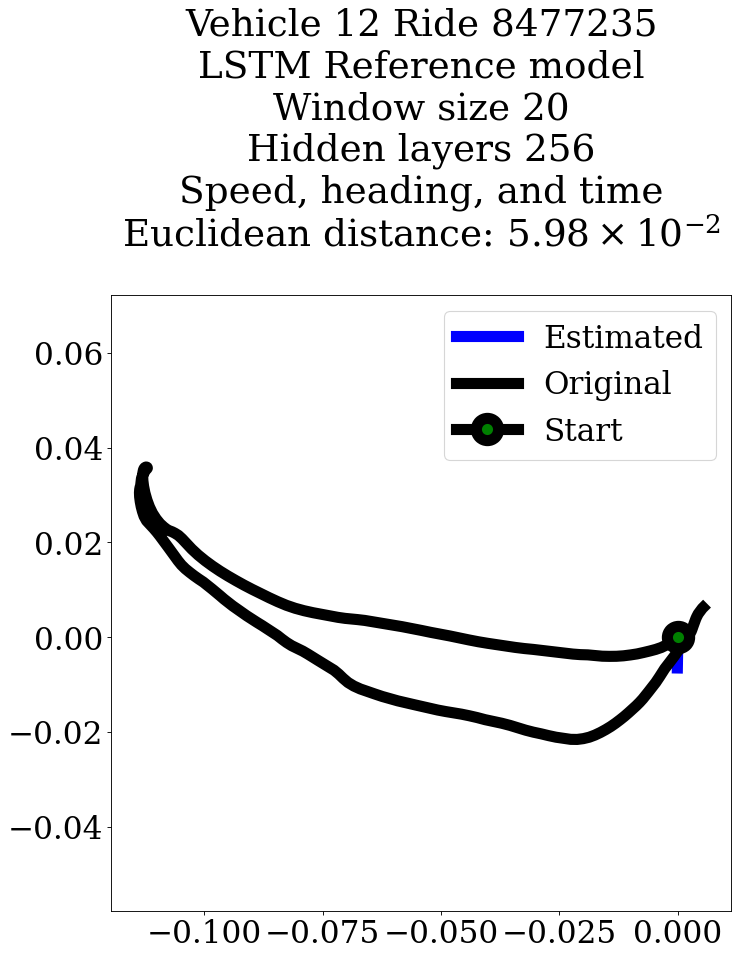 Vehicle 12 Ride 8477235
LSTM Reference model
Window size 20
Hidden layers 256
Speed, heading, and time
Euclidean distance: 5.98 × 10⁻²
Estimated
Original
Start
0.06
0.04
0.02
0.00
−0.02
−0.04
−0.100 −0.075 −0.050 −0.025 0.000